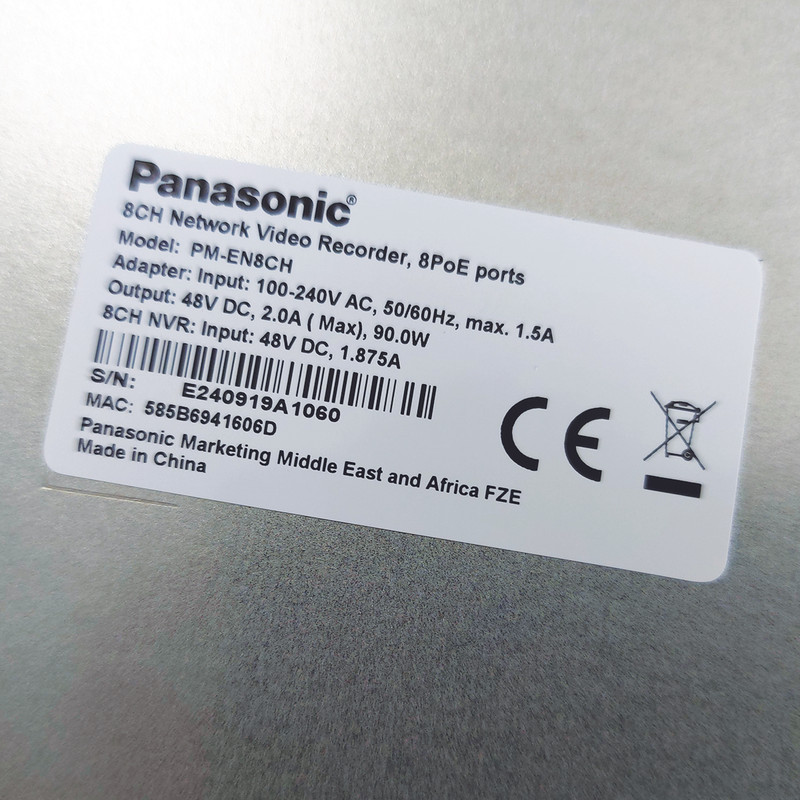 Panasonic®
8CH Network Video Recorder, 8PoE ports
Model: PM-EN8CH
Adapter: Input: 100-240V AC, 50/60Hz, max. 1.5A
Output: 48V DC, 2.0A ( Max), 90.0W
8CH NVR: Input: 48V DC, 1.875A
S/N: E240919A1060
MAC: 585B6941606D
Panasonic Marketing Middle East and Africa FZE
Made in China
CE